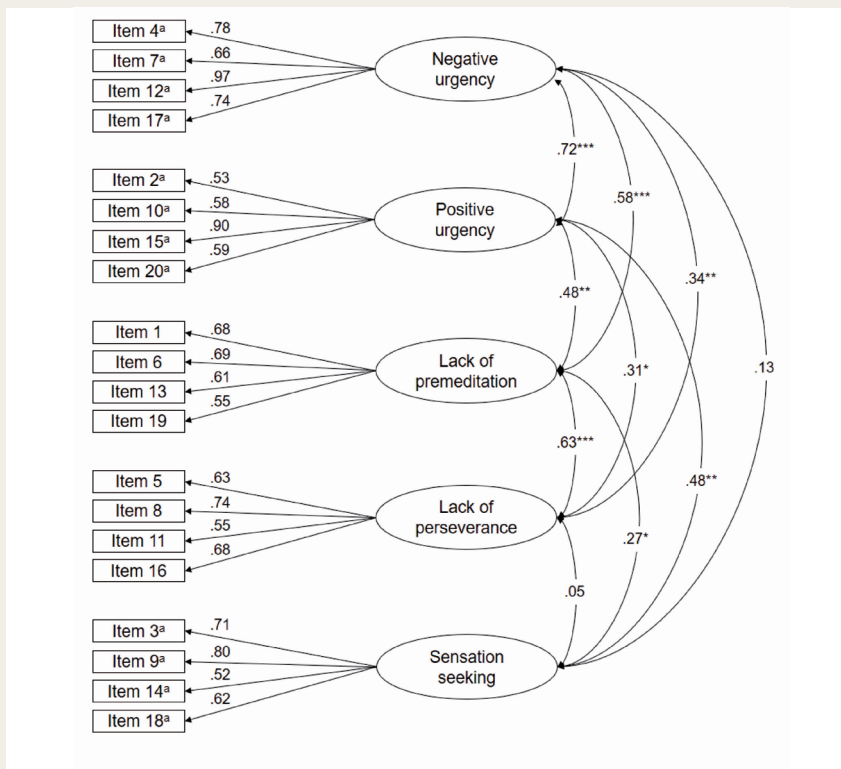 Item 4ª .78
Item 7ª .66
Item 12ª .97
Item 17ª .74
Negative
urgency
Item 2ª .53
Item 10ª .58
Item 15ª .90
Item 20ª .59
Positive
urgency
Item 1 .68
Item 6 .69
Item 13 .61
Item 19 .55
Lack of
premeditation
Item 5 .63
Item 8 .74
Item 11 .55
Item 16 .68
Lack of
perseverance
Item 3ª .71
Item 9ª .80
Item 14ª .52
Item 18ª .62
Sensation
seeking
.72***
.58***
.34**
.48**
.13
.31*
.63***
.48**
.27*
.05